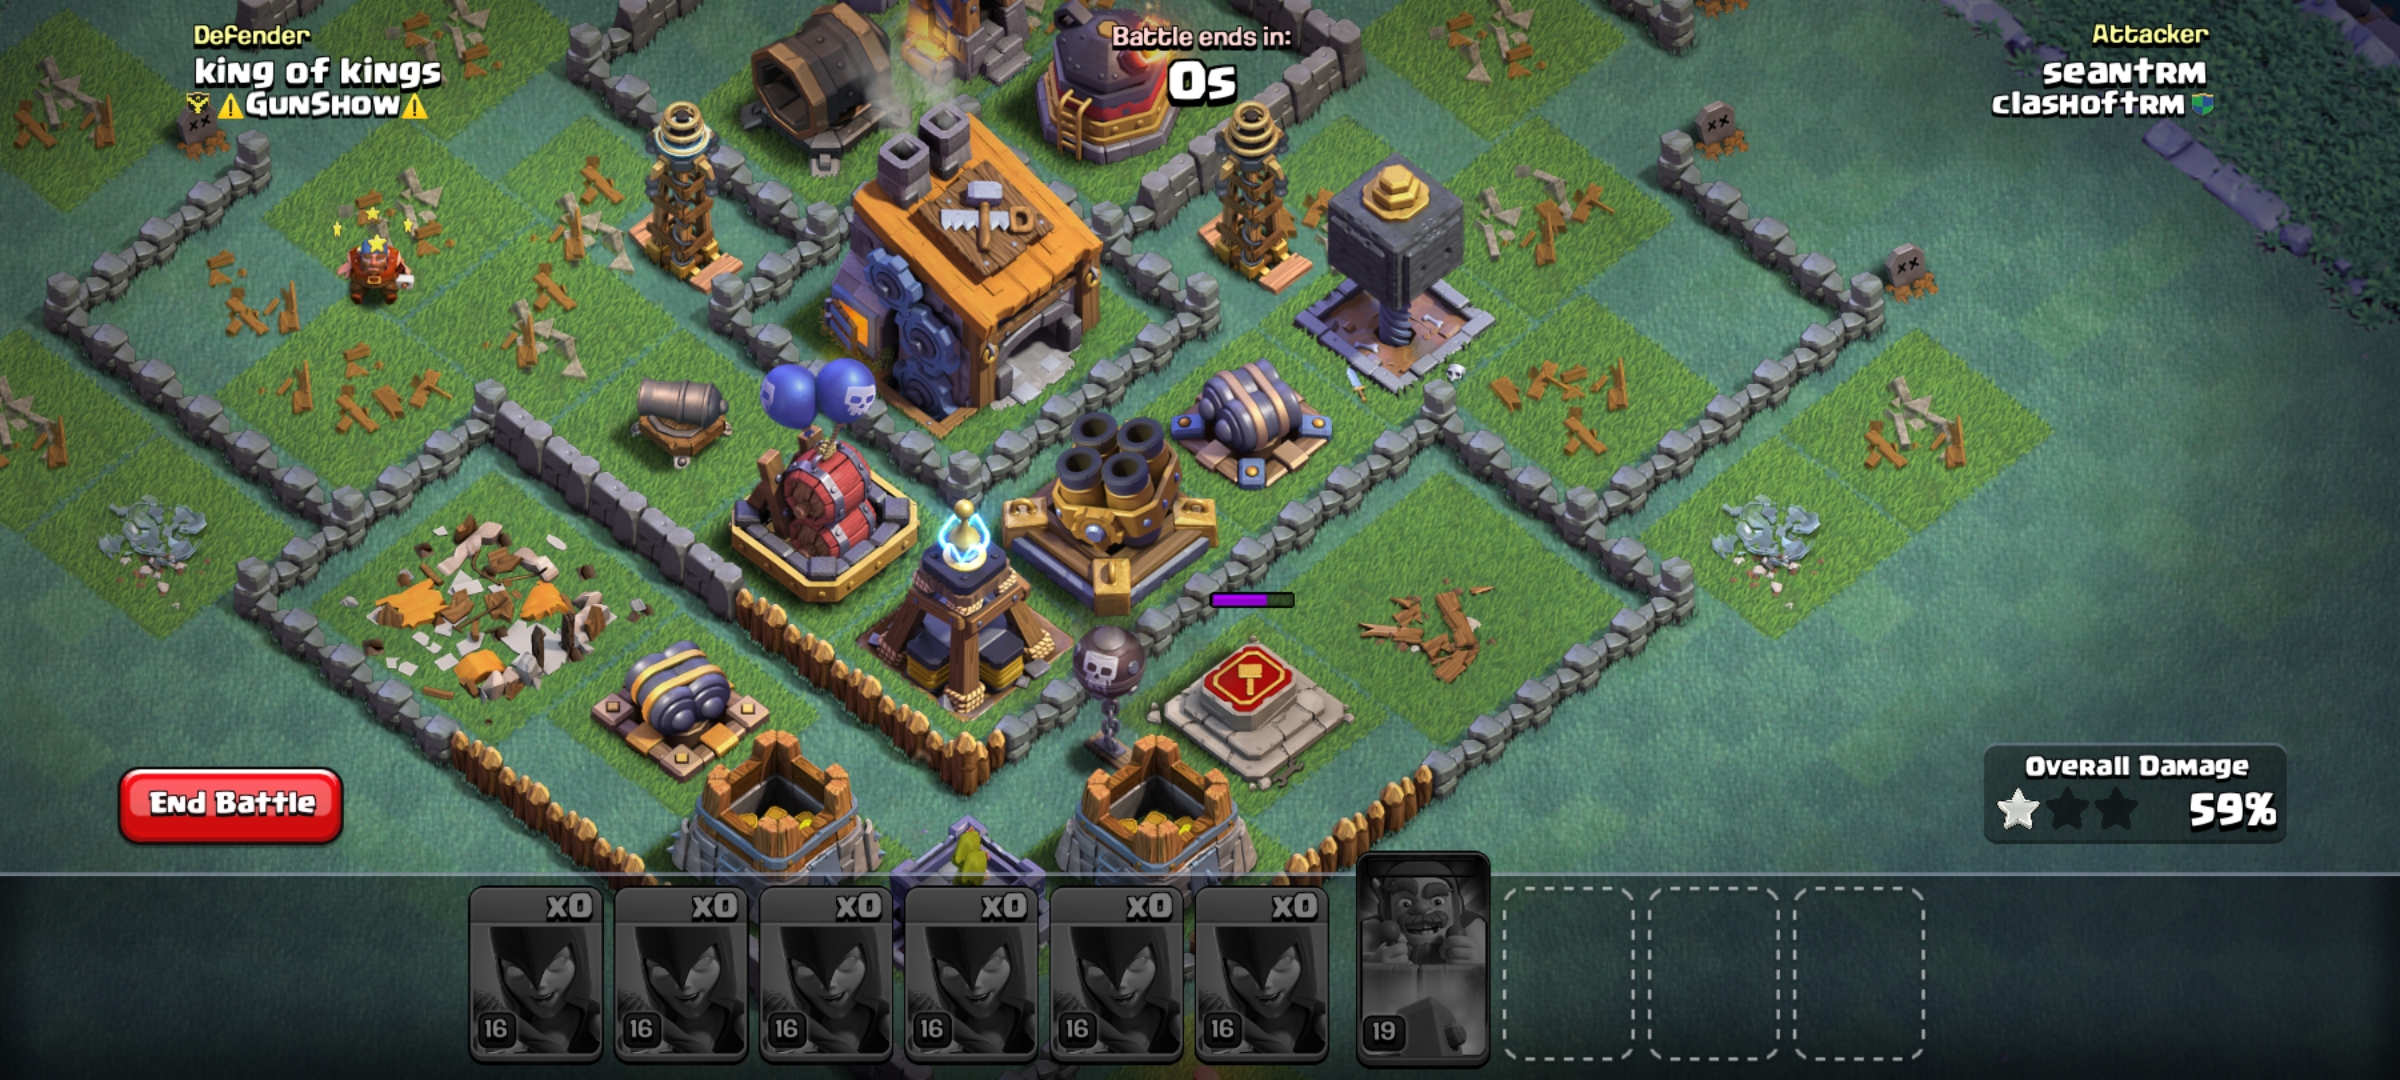 Defender
king of kings
⚠GunShow⚠
Battle ends in:
0s
Attacker
seantRM
clashoftRM
End Battle
Overall Damage
59%
x0
x0
x0
x0
x0
x0
16
16
16
16
16
16
19